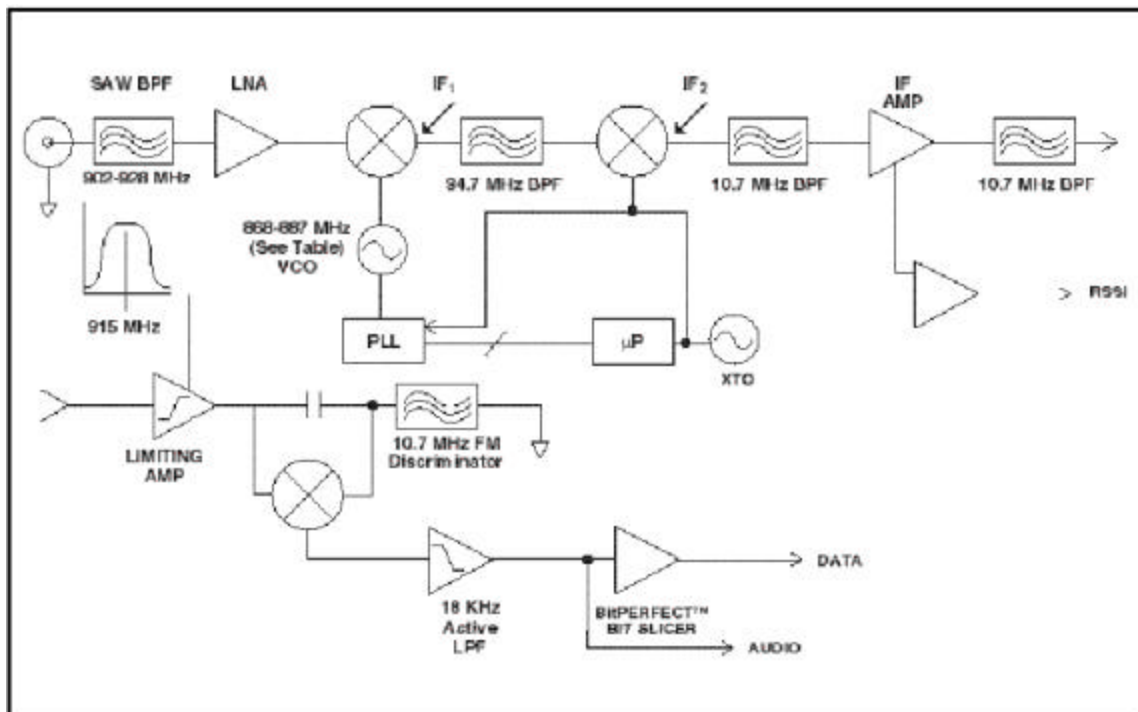 SAW BPF
LNA
IF1
IF2
IF
AMP
902-928 MHz
94.7 MHz BPF
10.7 MHz BPF
10.7 MHz BPF
868-887 MHz
(See Table)
VCO
RSSI
915 MHz
PLL
µP
XTO
LIMITING
AMP
10.7 MHz FM
Discriminator
DATA
18 KHz
Active
LPF
BitPERFECT™
BIT SLICER
AUDIO